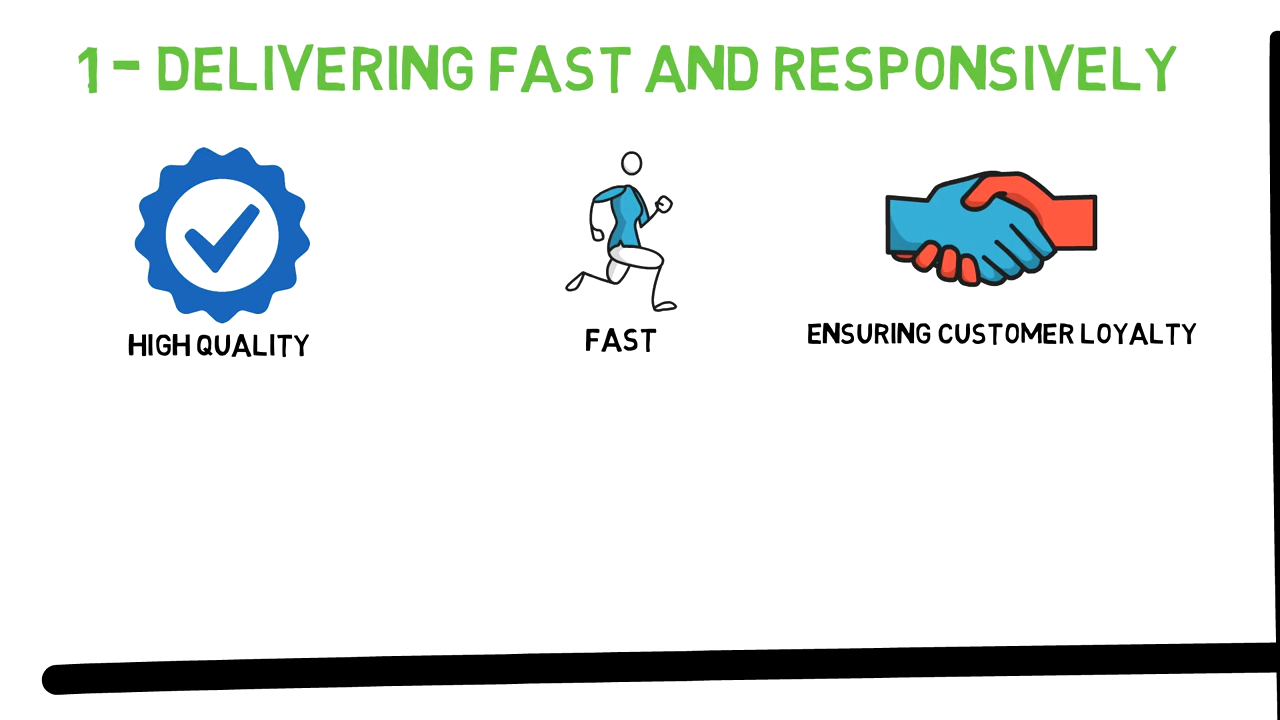 1 - DELIVERING FAST AND RESPONSIVELY
HIGH QUALITY
FAST
ENSURING CUSTOMER LOYALTY